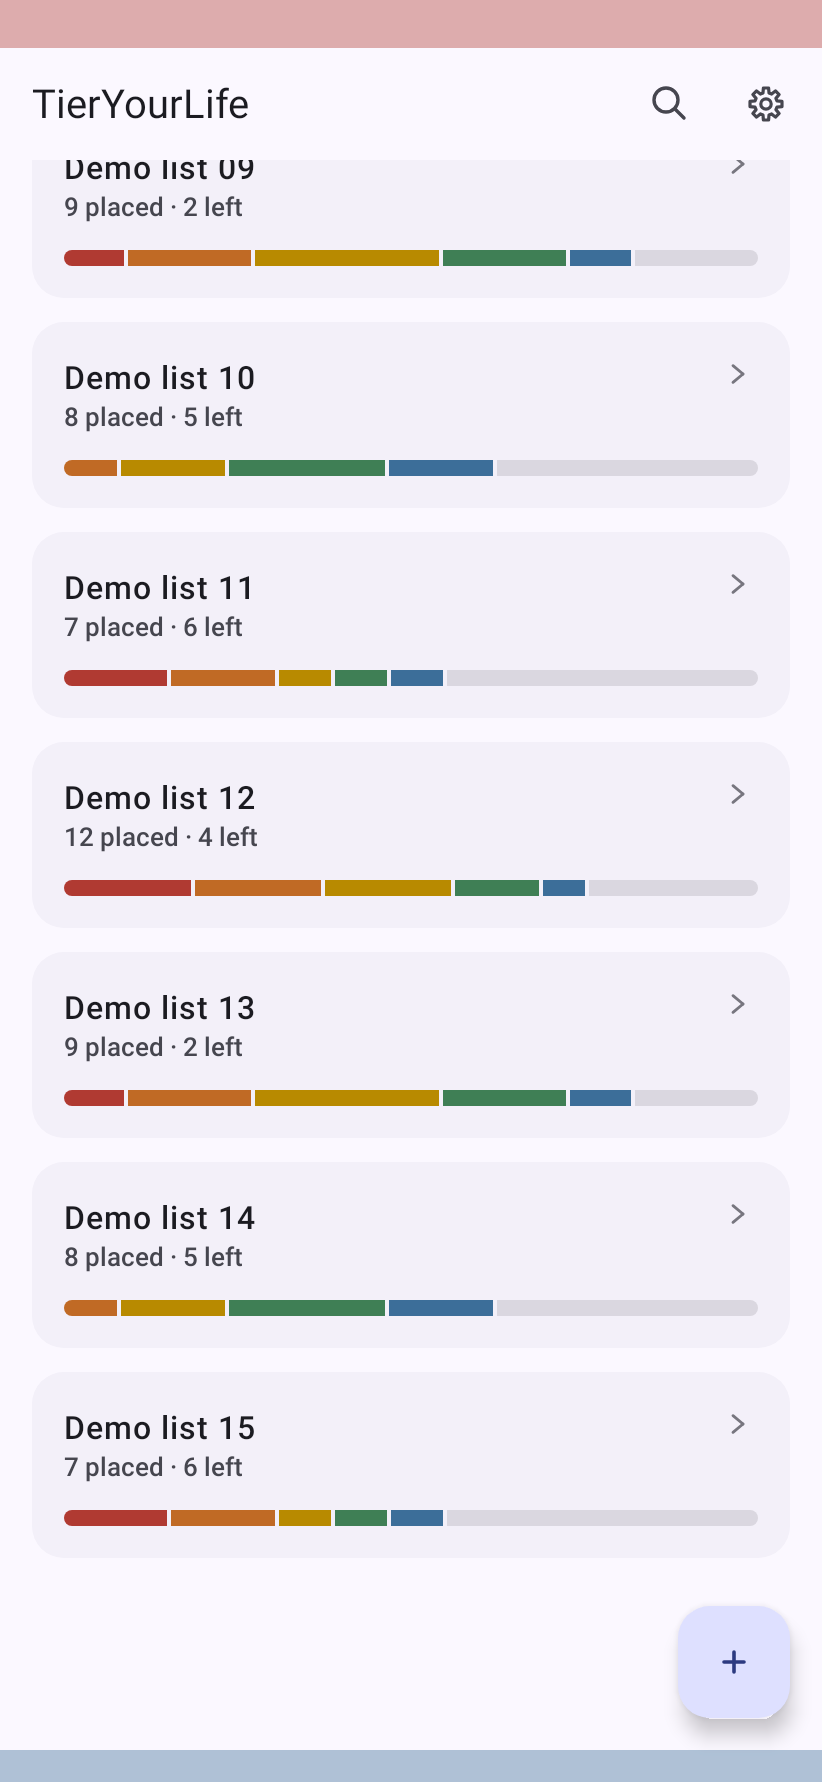 TierYourLife
Demo list 09
9 placed · 2 left
Demo list 10
8 placed · 5 left
Demo list 11
7 placed · 6 left
Demo list 12
12 placed · 4 left
Demo list 13
9 placed · 2 left
Demo list 14
8 placed · 5 left
Demo list 15
7 placed · 6 left